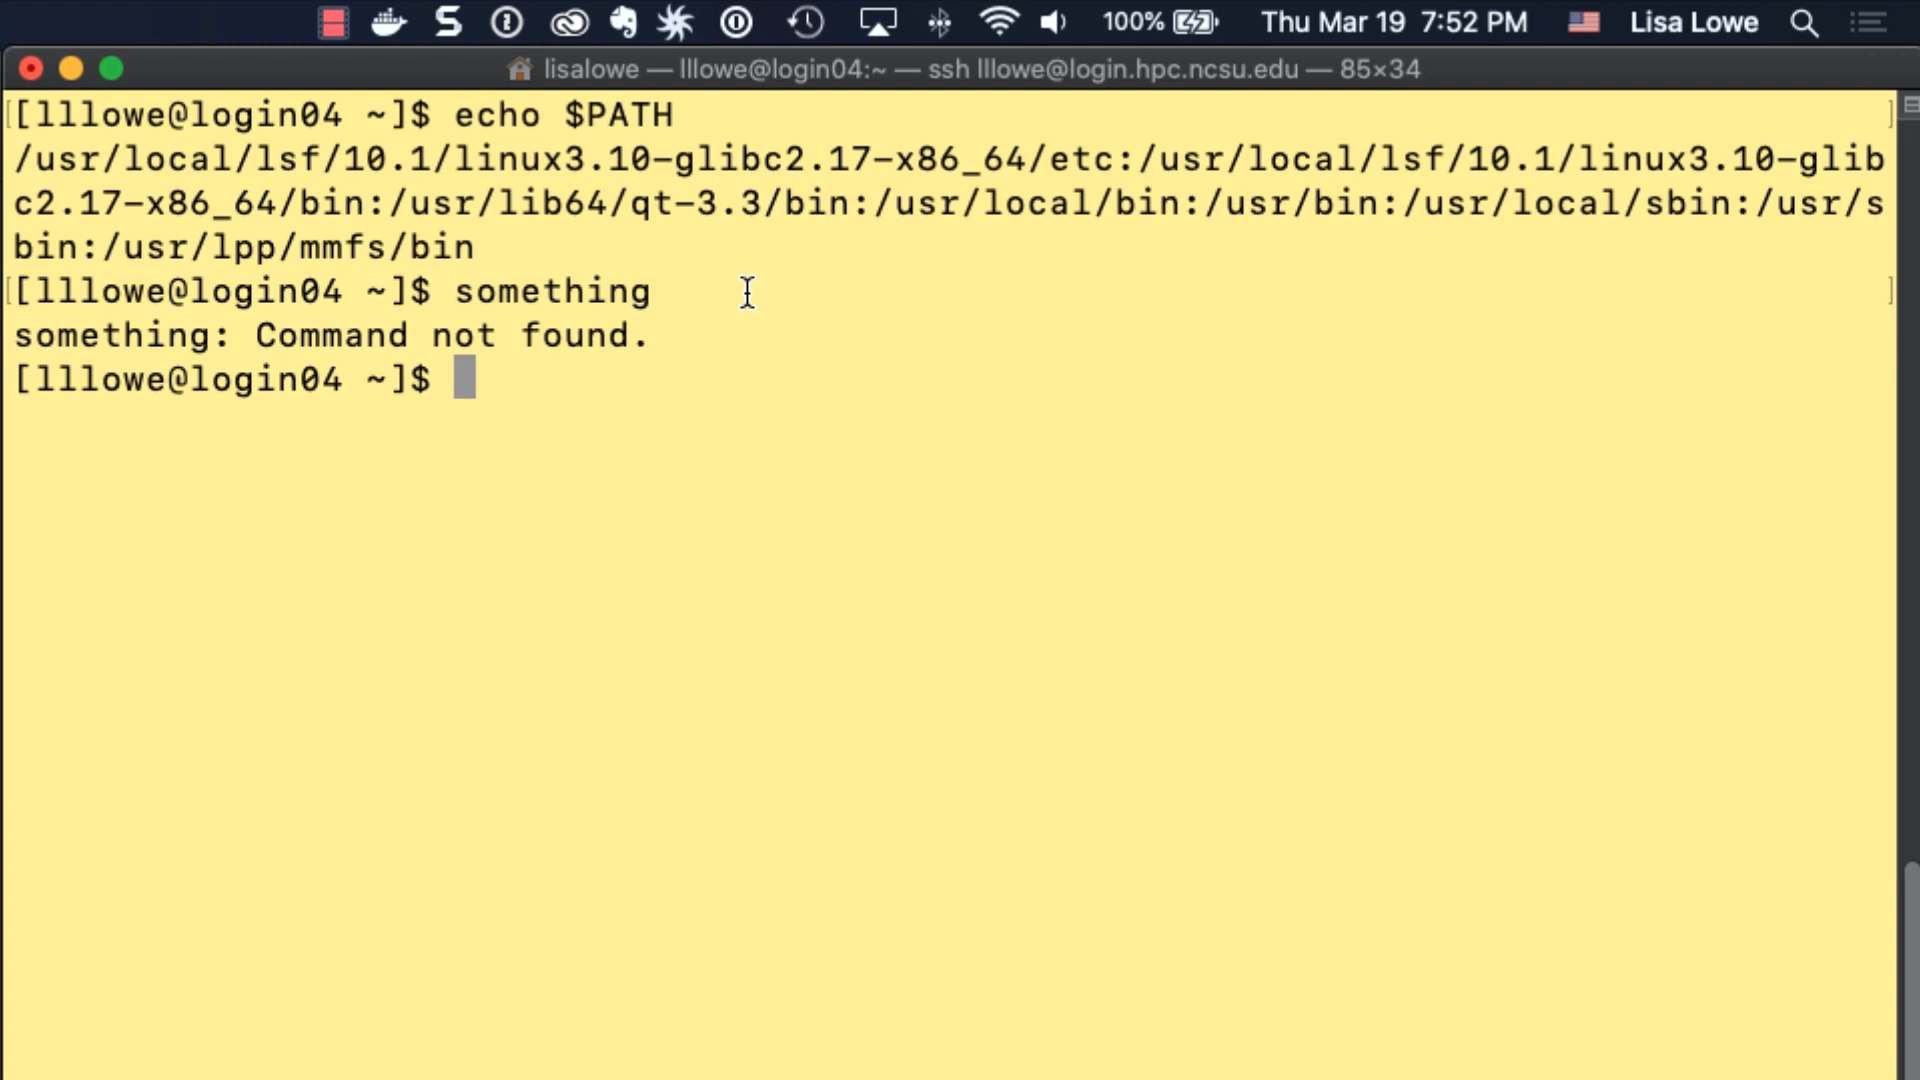 100% Thu Mar 19 7:52 PM Lisa Lowe
lisalowe — lllowe@login04:~ — ssh lllowe@login.hpc.ncsu.edu — 85×34
[lllowe@login04 ~]$ echo $PATH
/usr/local/lsf/10.1/linux3.10-glibc2.17-x86_64/etc:/usr/local/lsf/10.1/linux3.10-glib
c2.17-x86_64/bin:/usr/lib64/qt-3.3/bin:/usr/local/bin:/usr/bin:/usr/local/sbin:/usr/s
bin:/usr/lpp/mmfs/bin
[lllowe@login04 ~]$ something
something: Command not found.
[lllowe@login04 ~]$